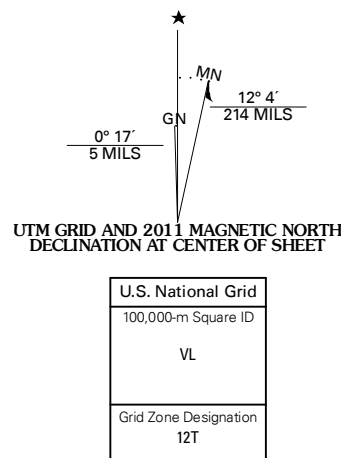 MN
GN
12° 4´
214 MILS
0° 17´
5 MILS
UTM GRID AND 2011 MAGNETIC NORTH
DECLINATION AT CENTER OF SHEET
U.S. National Grid
100,000-m Square ID
VL
Grid Zone Designation
12T